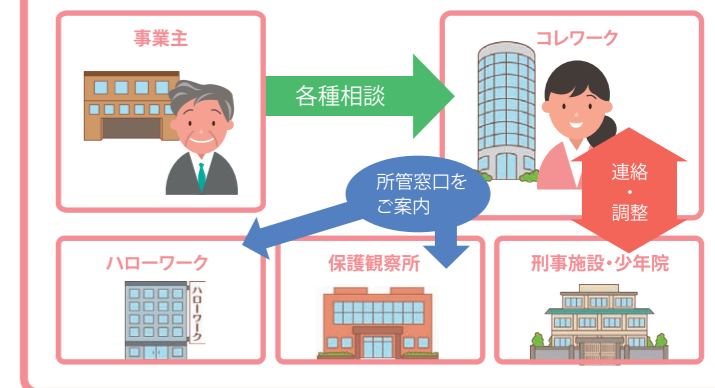 事業主
コレワーク
各種相談
所管窓口を
ご案内
連絡
・
調整
ハローワーク
保護観察所
刑事施設・少年院
ハローワーク